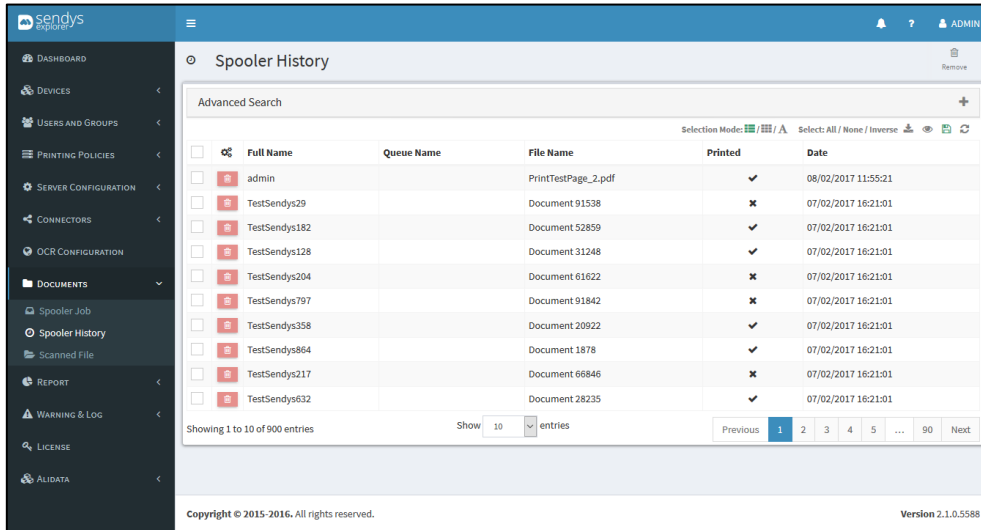 sendys
explorer
ADMIN
DASHBOARD
DEVICES
USERS AND GROUPS
PRINTING POLICIES
SERVER CONFIGURATION
CONNECTORS
OCR CONFIGURATION
DOCUMENTS
Spooler Job
Spooler History
Scanned File
REPORT
WARNING & LOG
LICENSE
ALIDATA
Spooler History
Remove
Advanced Search
Selection Mode: / / A Select: All / None / Inverse
Full Name Queue Name File Name Printed Date
admin PrintTestPage_2.pdf 08/02/2017 11:55:21
TestSendys29 Document 91538 07/02/2017 16:21:01
TestSendys182 Document 52859 07/02/2017 16:21:01
TestSendys128 Document 31248 07/02/2017 16:21:01
TestSendys204 Document 61622 07/02/2017 16:21:01
TestSendys797 Document 91842 07/02/2017 16:21:01
TestSendys358 Document 20922 07/02/2017 16:21:01
TestSendys864 Document 1878 07/02/2017 16:21:01
TestSendys217 Document 66846 07/02/2017 16:21:01
TestSendys632 Document 28235 07/02/2017 16:21:01
Showing 1 to 10 of 900 entries Show 10 entries Previous 1 2 3 4 5 ... 90 Next
Copyright © 2015-2016. All rights reserved. Version 2.1.0.5588